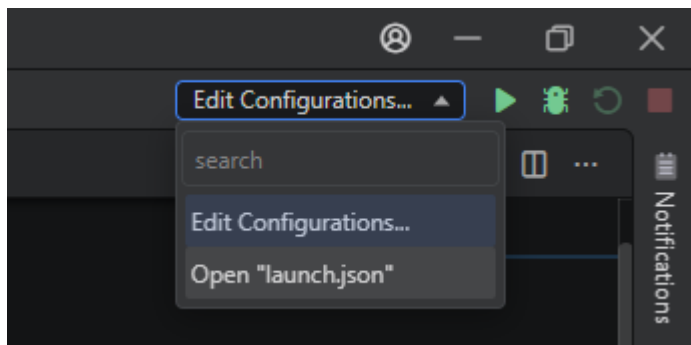 Edit Configurations...
search
Edit Configurations...
Open "launch.json"
Notifications